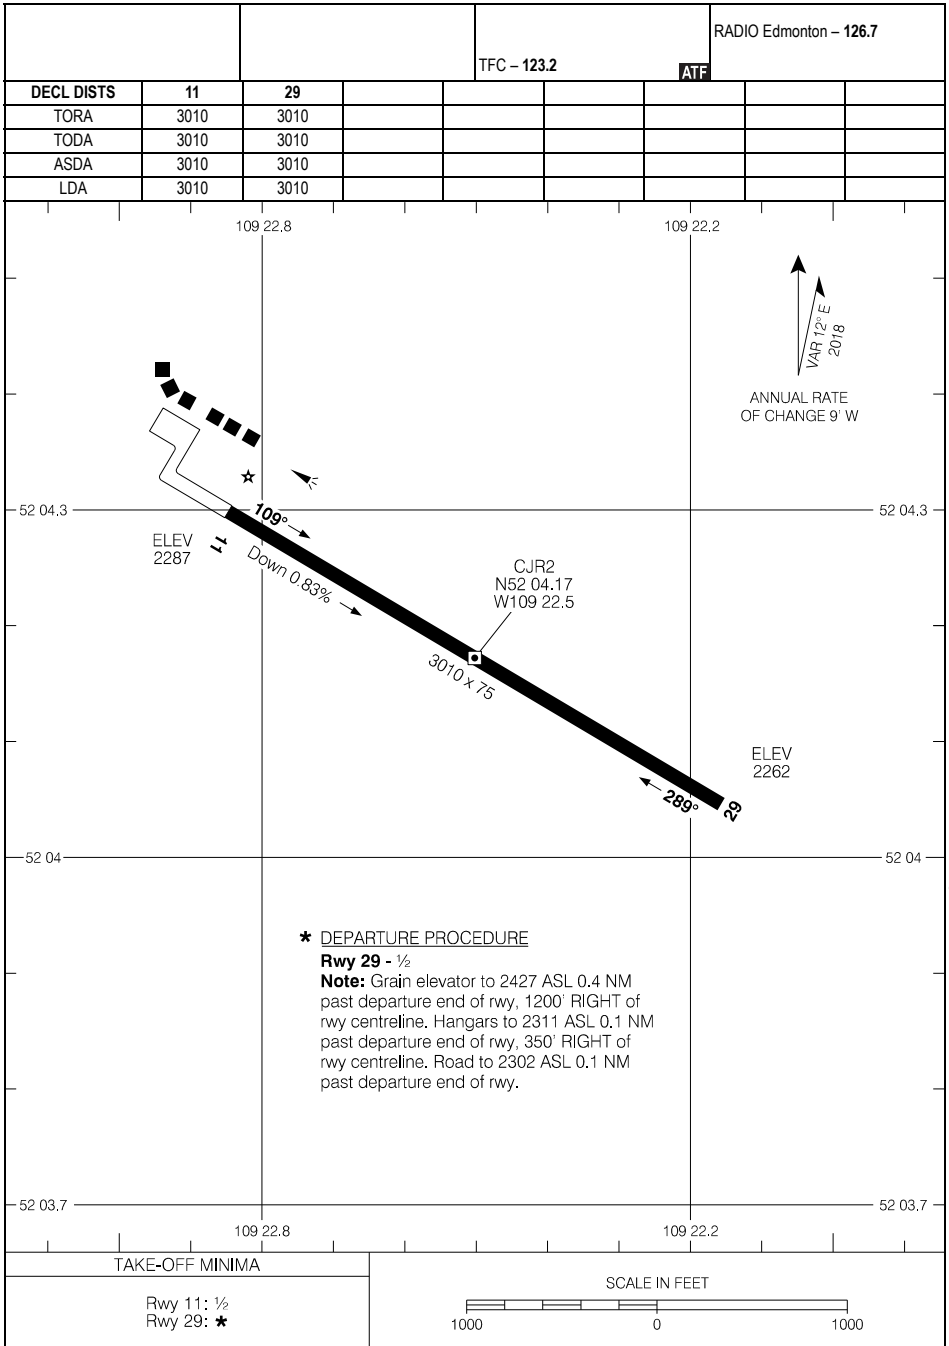 RADIO Edmonton – 126.7
TFC – 123.2
ATF
DECL DISTS 11 29
TORA 3010 3010
TODA 3010 3010
ASDA 3010 3010
LDA 3010 3010
109 22.8
109 22.2
VAR 12° E
2018
ANNUAL RATE
OF CHANGE 9' W
52 04.3
52 04.3
109°
ELEV
2287
11
Down 0.83%
CJR2
N52 04.17
W109 22.5
3010 x 75
ELEV
2262
289°
29
52 04
52 04
* DEPARTURE PROCEDURE
Rwy 29 - ½
Note: Grain elevator to 2427 ASL 0.4 NM
past departure end of rwy, 1200' RIGHT of
rwy centreline. Hangars to 2311 ASL 0.1 NM
past departure end of rwy, 350' RIGHT of
rwy centreline. Road to 2302 ASL 0.1 NM
past departure end of rwy.
52 03.7
52 03.7
109 22.8
109 22.2
TAKE-OFF MINIMA
Rwy 11: ½
Rwy 29: *
SCALE IN FEET
1000 0 1000